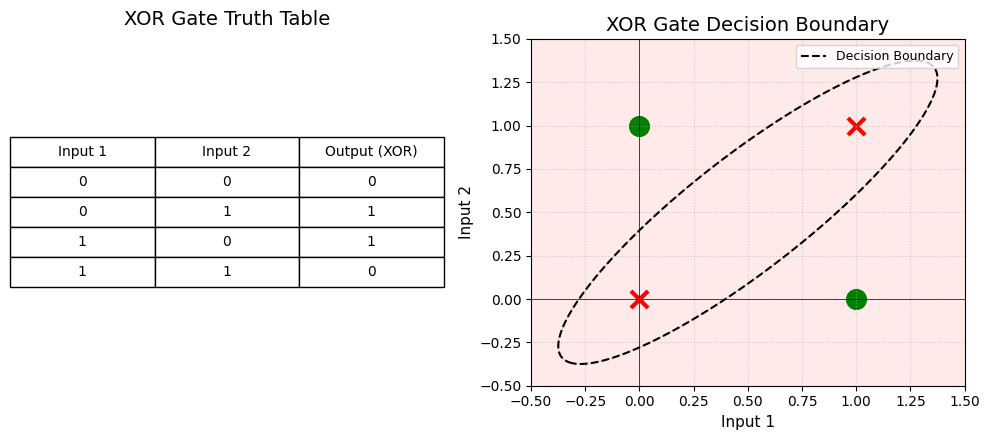 XOR Gate Truth Table
Input 1 Input 2 Output (XOR)
0 0 0
0 1 1
1 0 1
1 1 0
XOR Gate Decision Boundary
Decision Boundary
1.50
1.25
1.00
0.75
0.50
0.25
0.00
−0.25
−0.50
Input 2
−0.50 −0.25 0.00 0.25 0.50 0.75 1.00 1.25 1.50
Input 1